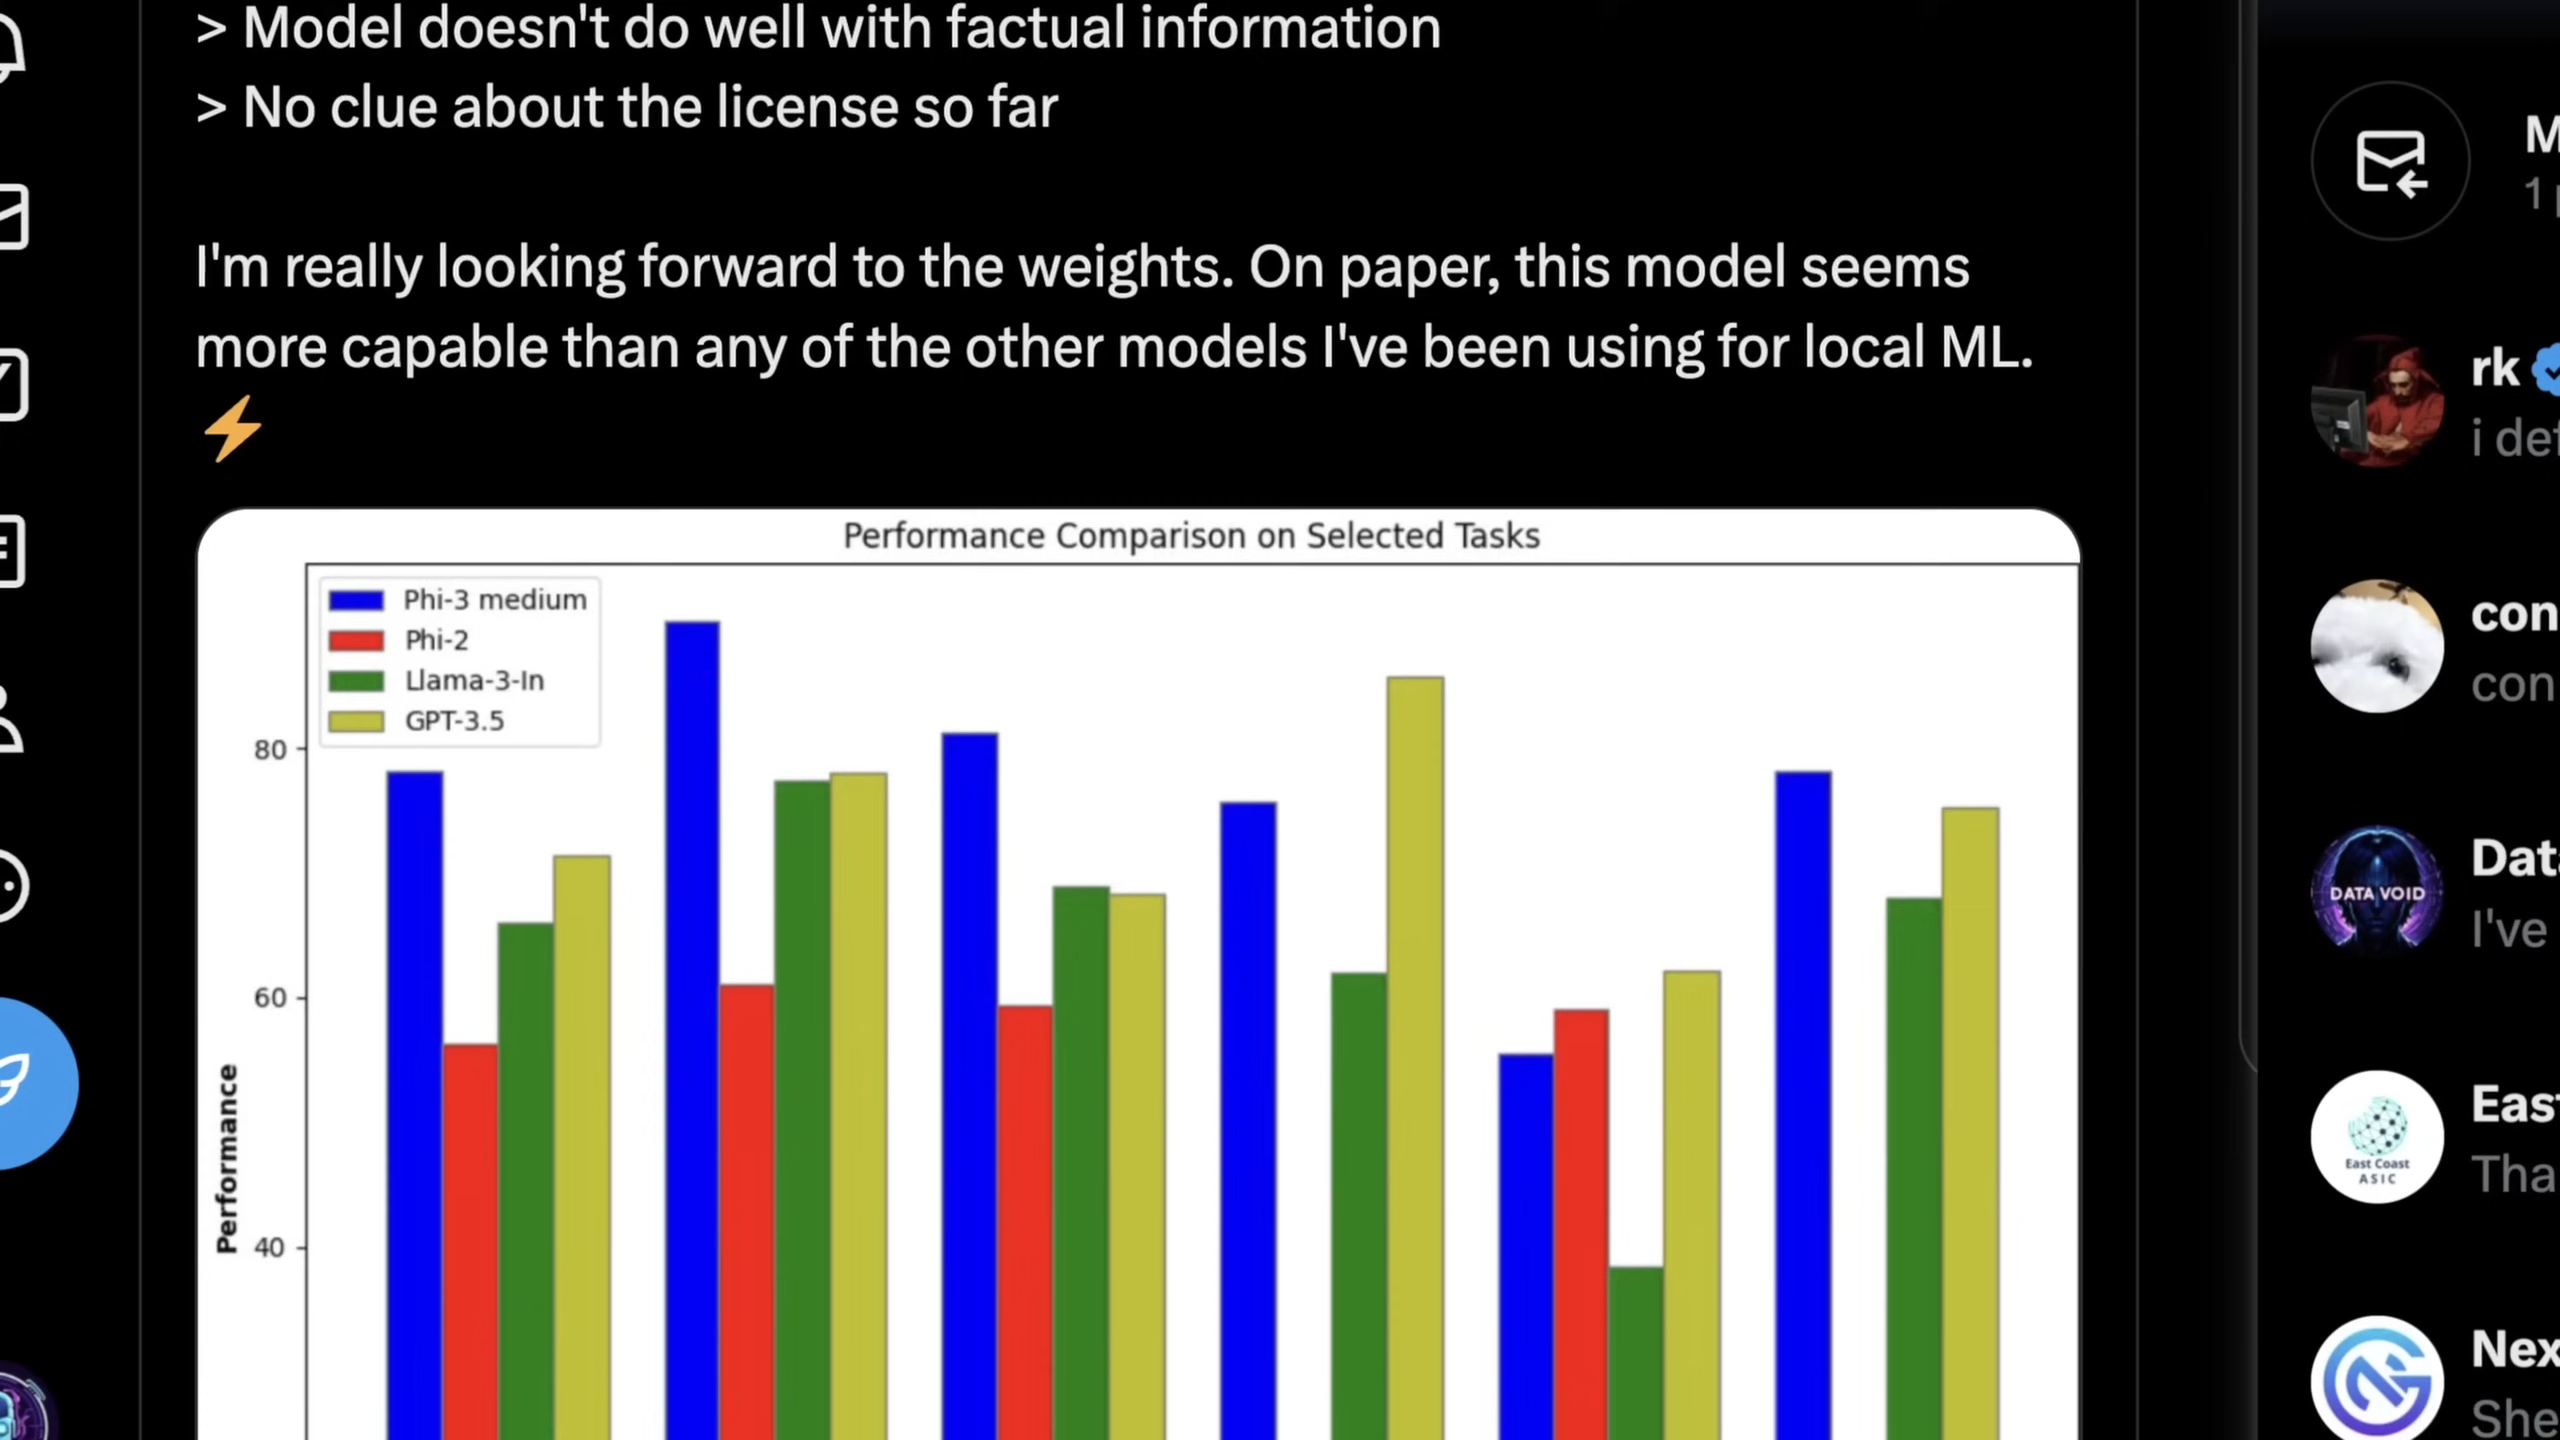 > Model doesn't do well with factual information
> No clue about the license so far
I'm really looking forward to the weights. On paper, this model seems
more capable than any of the other models I've been using for local ML.
⚡
Performance Comparison on Selected Tasks
Phi-3 medium
Phi-2
Llama-3-In
GPT-3.5
80
60
40
Performance
M
1 p
rk
i def
con
con
DATA VOID
Data
I've
East Coast
ASIC
East
Tha
Nex
She